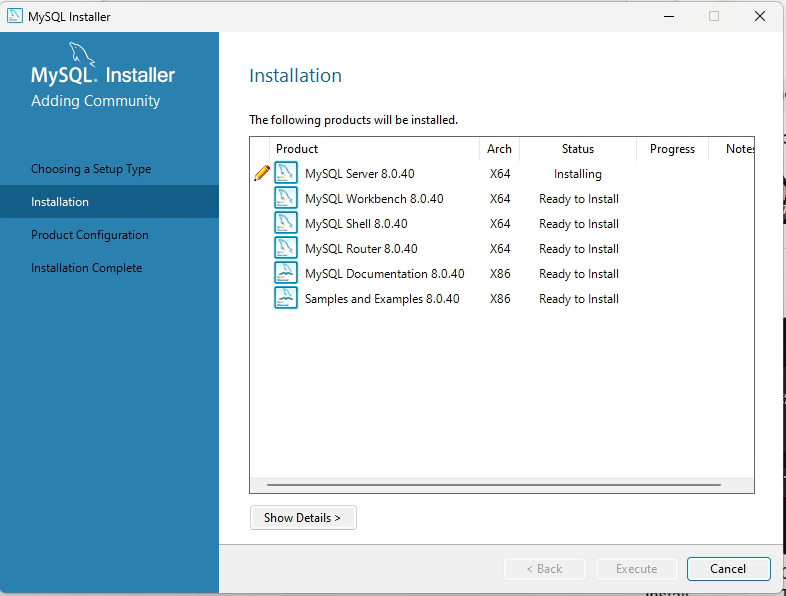 MySQL Installer
MySQL. Installer
Adding Community
Choosing a Setup Type
Installation
Product Configuration
Installation Complete
Installation
The following products will be installed.
Product Arch Status Progress Notes
MySQL Server 8.0.40 X64 Installing
MySQL Workbench 8.0.40 X64 Ready to Install
MySQL Shell 8.0.40 X64 Ready to Install
MySQL Router 8.0.40 X64 Ready to Install
MySQL Documentation 8.0.40 X86 Ready to Install
Samples and Examples 8.0.40 X86 Ready to Install
Show Details >
< Back Execute Cancel